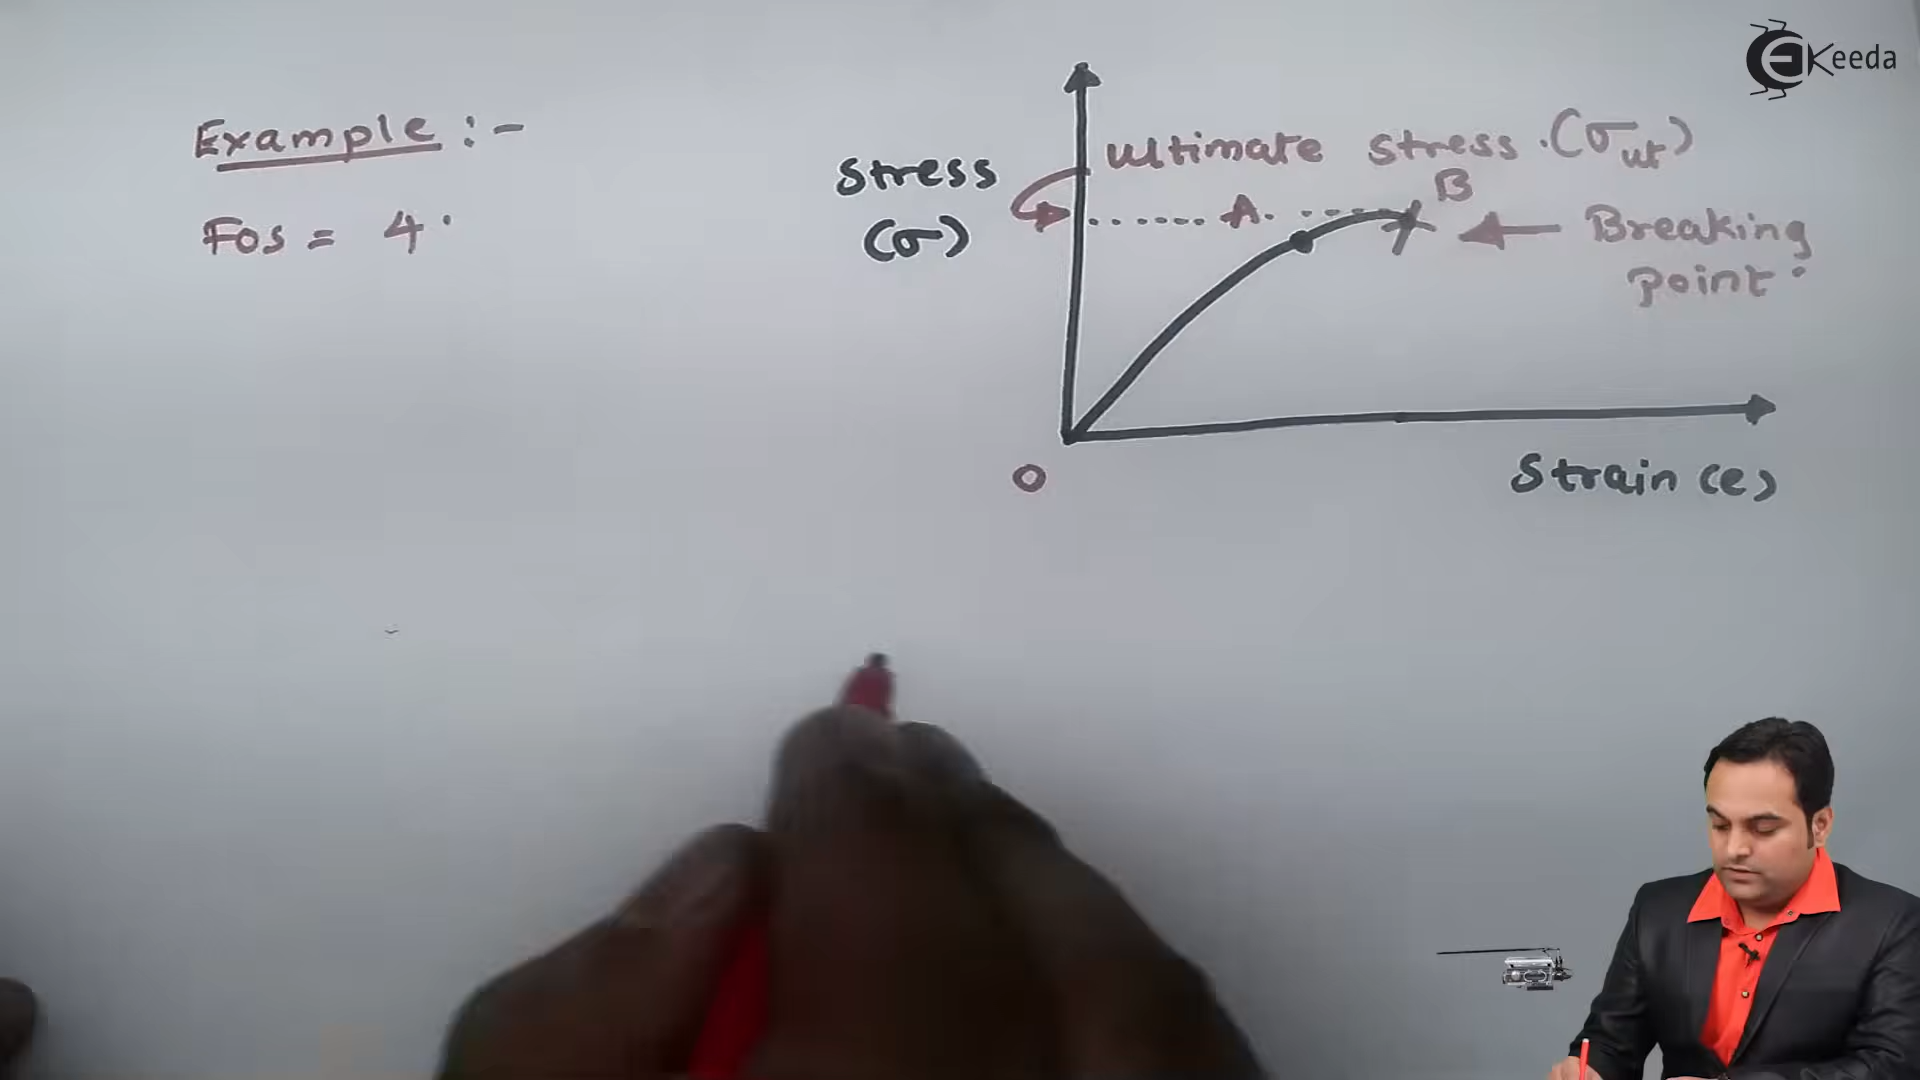 EKeeda
Example :-
Fos = 4.
Stress
(σ)
ultimate stress. (σut)
A
B
Breaking
point.
O
Strain (e)